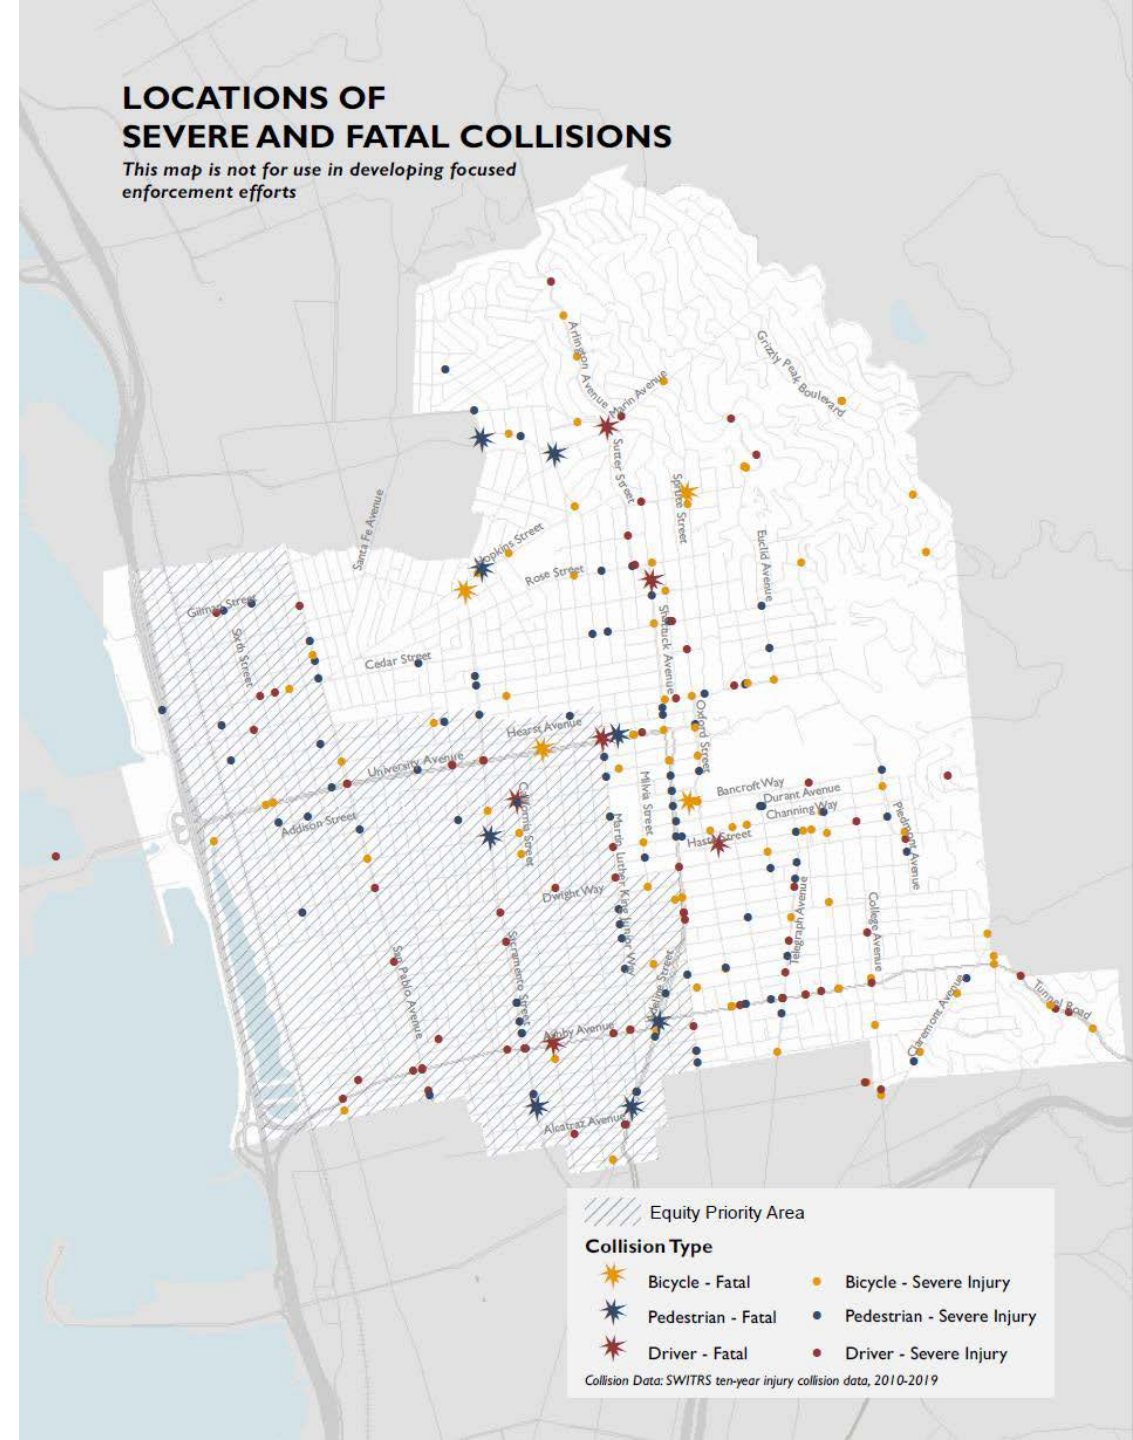 LOCATIONS OF
SEVERE AND FATAL COLLISIONS
This map is not for use in developing focused
enforcement efforts
Arlington Avenue
Grizzly Peak Boulevard
Marin Avenue
Sutter Street
Spruce Street
Santa Fe Avenue
Hopkins Street
Euclid Avenue
Rose Street
Gilman Street
Sixth Street
Shattuck Avenue
Cedar Street
Oxford Street
Hearst Avenue
University Avenue
Milvia Street
Bancroft Way
Durant Avenue
Channing Way
California Street
Addison Street
Martin Luther King Junior Way
Haste Street
Piedmont Avenue
Dwight Way
Telegraph Avenue
College Avenue
San Pablo Avenue
Sacramento Street
Adeline Street
Ashby Avenue
Claremont Avenue
Tunnel Road
Alcatraz Avenue
Equity Priority Area
Collision Type
Bicycle - Fatal
Bicycle - Severe Injury
Pedestrian - Fatal
Pedestrian - Severe Injury
Driver - Fatal
Driver - Severe Injury
Collision Data: SWITRS ten-year injury collision data, 2010-2019